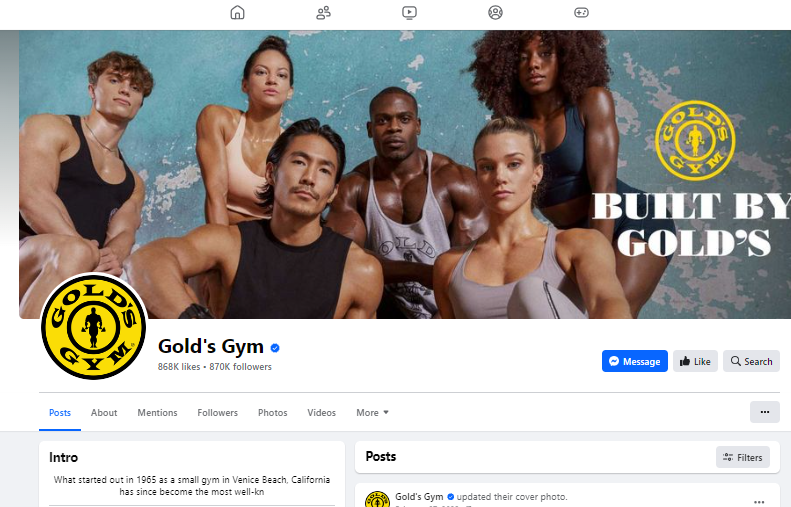 GOLD'S
GYM
BUILT BY
GOLD'S
GOLD
GOLD'S
GYM
Gold's Gym
868K likes • 870K followers
Message
Like
Search
Posts
About
Mentions
Followers
Photos
Videos
More
Intro
What started out in 1965 as a small gym in Venice Beach, California
has since become the most well-kn
Posts
Filters
Gold's Gym updated their cover photo.